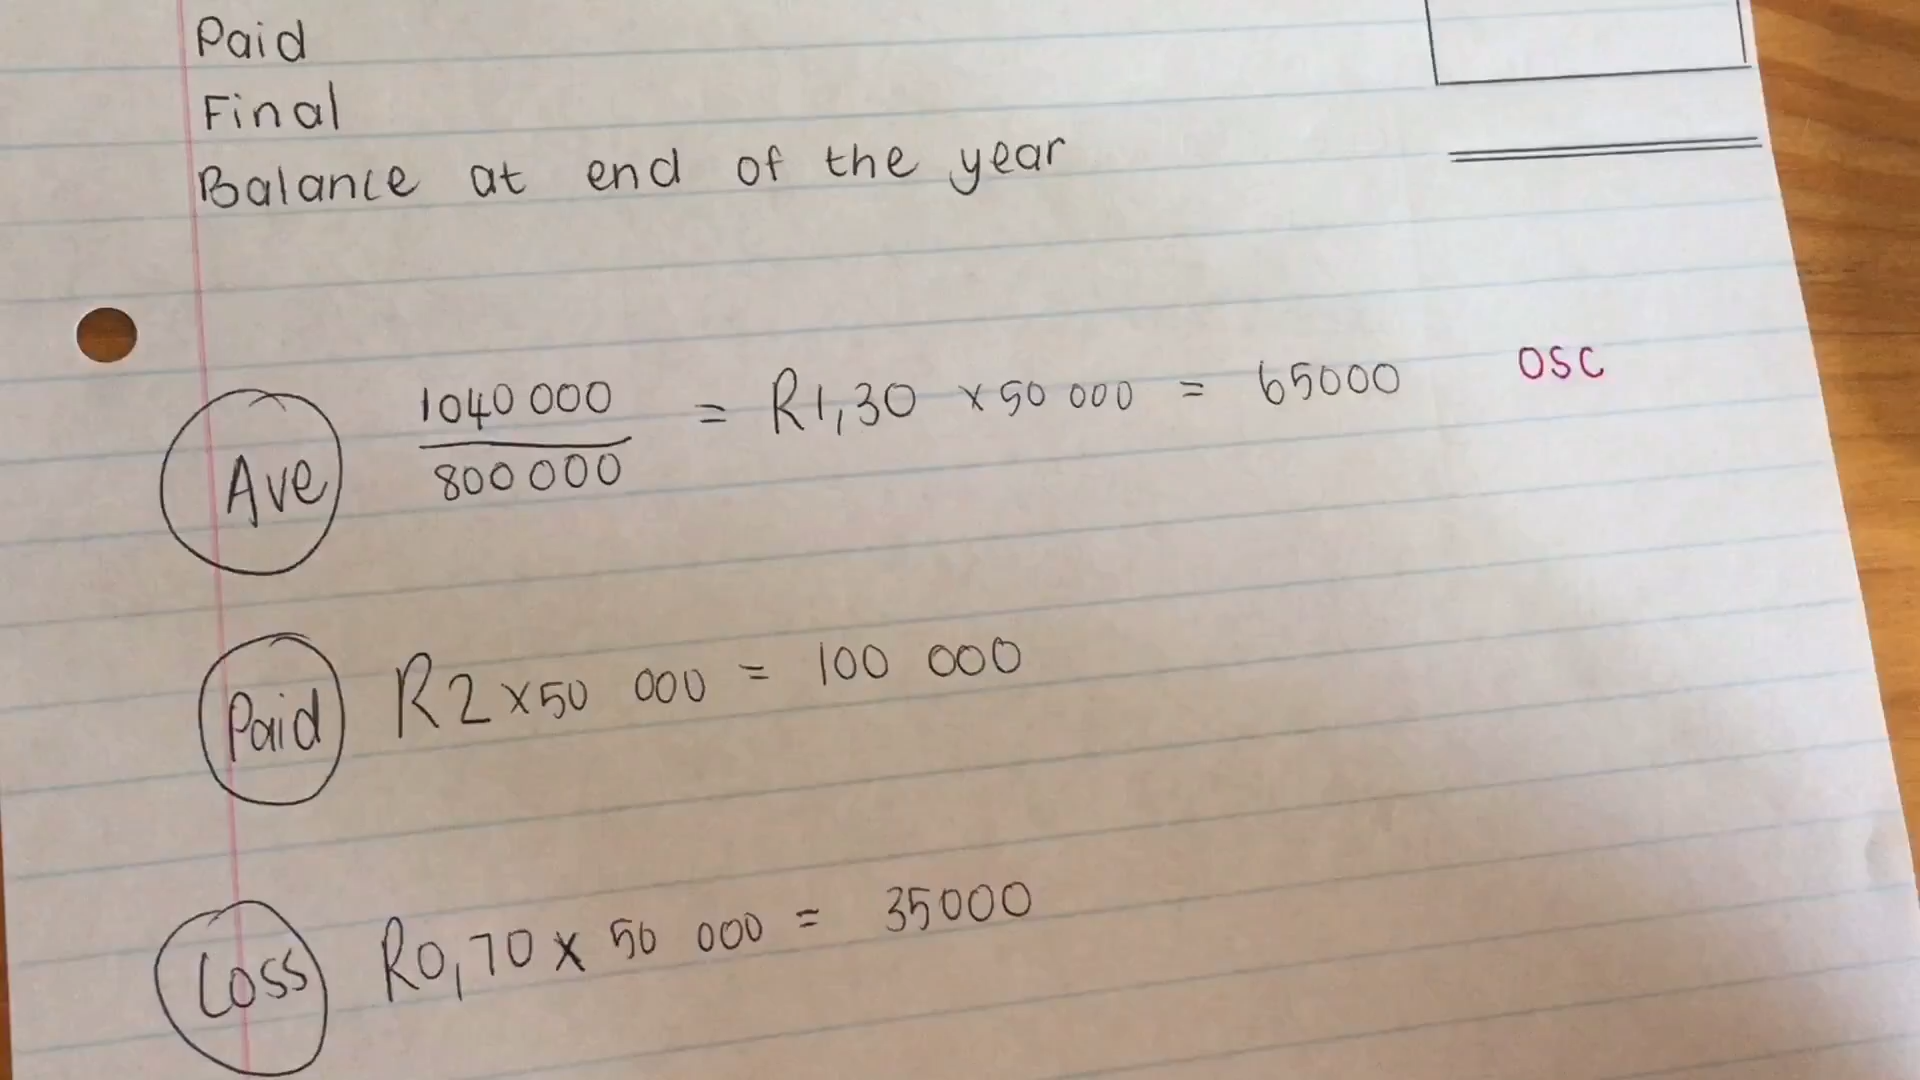 Paid
Final
Balance at end of the year
Ave 1040 000 / 800 000 = R1,30 x 50 000 = 65000 OSC
Paid R2 x 50 000 = 100 000
Loss R0,70 x 50 000 = 35000